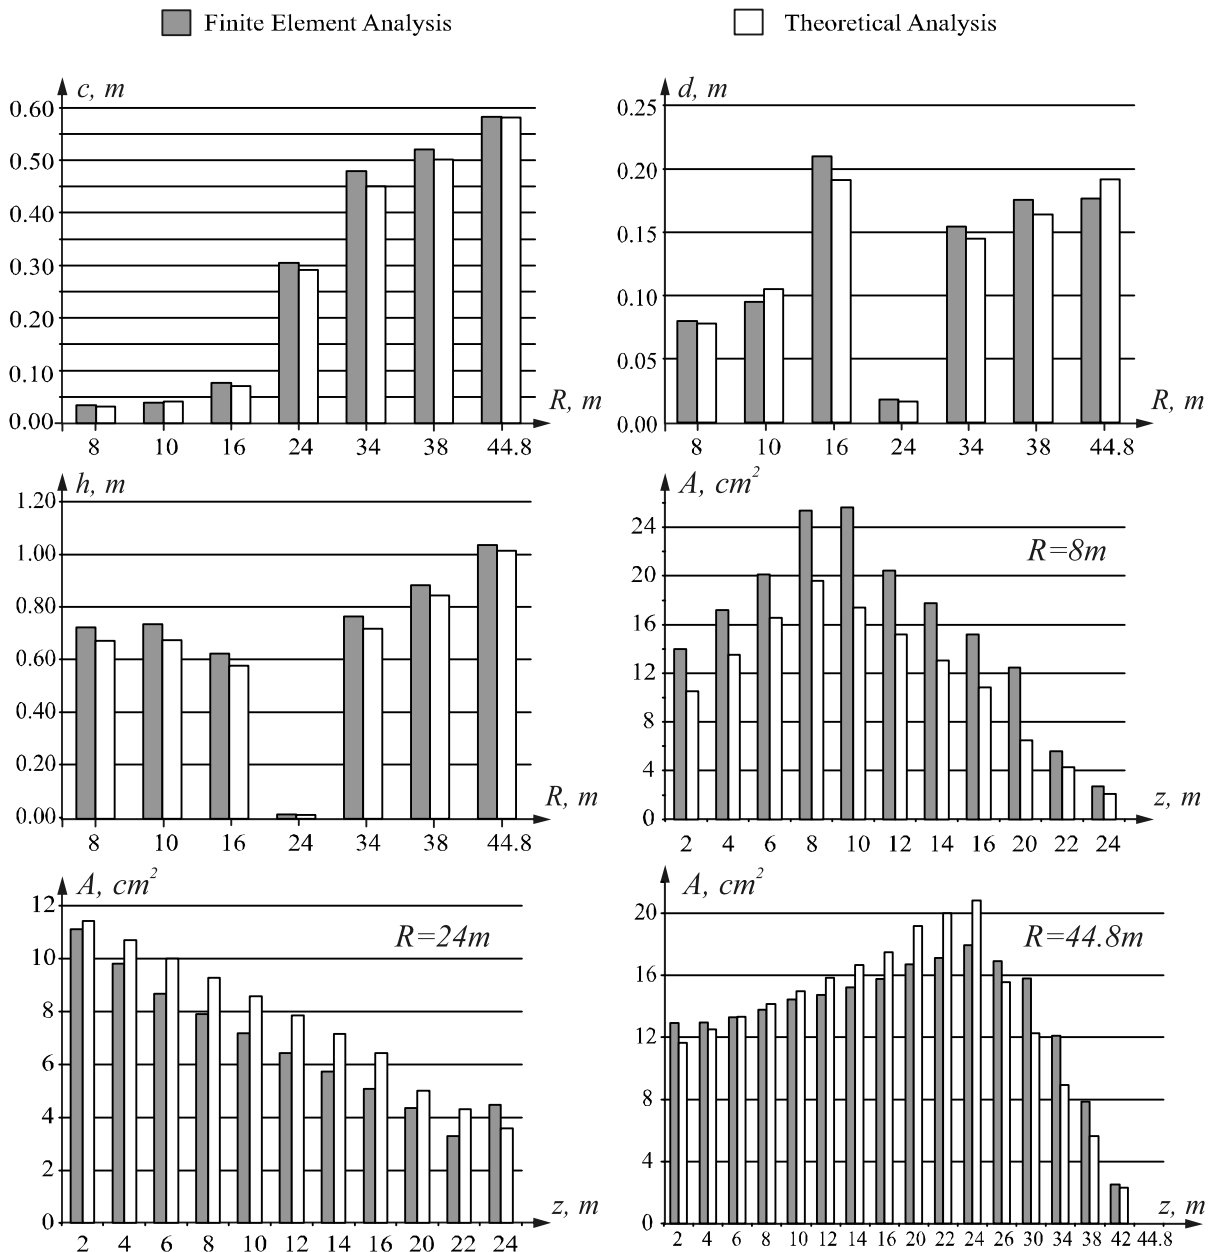 Finite Element Analysis
Theoretical Analysis
c, m
0.60
0.50
0.40
0.30
0.20
0.10
0.00
R, m
8 10 16 24 34 38 44.8
d, m
0.25
0.20
0.15
0.10
0.05
0.00
R, m
8 10 16 24 34 38 44.8
h, m
1.20
1.00
0.80
0.60
0.40
0.20
0.00
R, m
8 10 16 24 34 38 44.8
A, cm²
24
R=8m
20
16
12
8
4
0
z, m
2 4 6 8 10 12 14 16 20 22 24
A, cm²
12
R=24m
10
8
6
4
2
0
z, m
2 4 6 8 10 12 14 16 20 22 24
A, cm²
20
R=44.8m
16
12
8
4
0
z, m
2 4 6 8 10 12 14 16 20 22 24 26 30 34 38 42 44.8